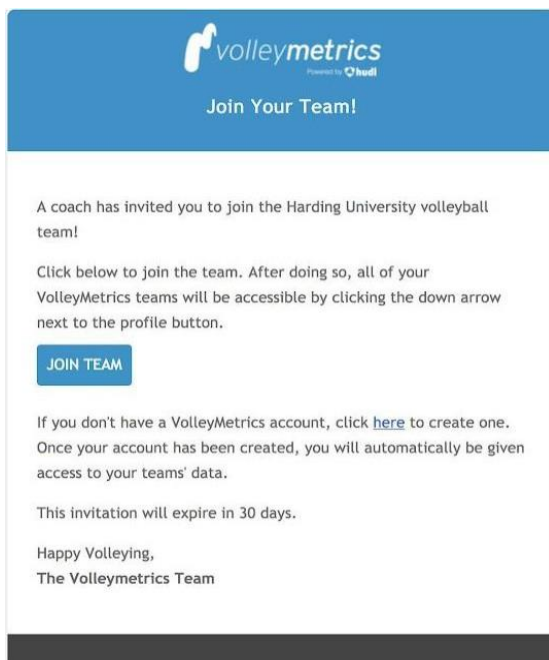 volleymetrics
Powered by hudl
Join Your Team!
A coach has invited you to join the Harding University volleyball
team!
Click below to join the team. After doing so, all of your
VolleyMetrics teams will be accessible by clicking the down arrow
next to the profile button.
JOIN TEAM
If you don't have a VolleyMetrics account, click here to create one.
Once your account has been created, you will automatically be given
access to your teams' data.
This invitation will expire in 30 days.
Happy Volleying,
The Volleymetrics Team